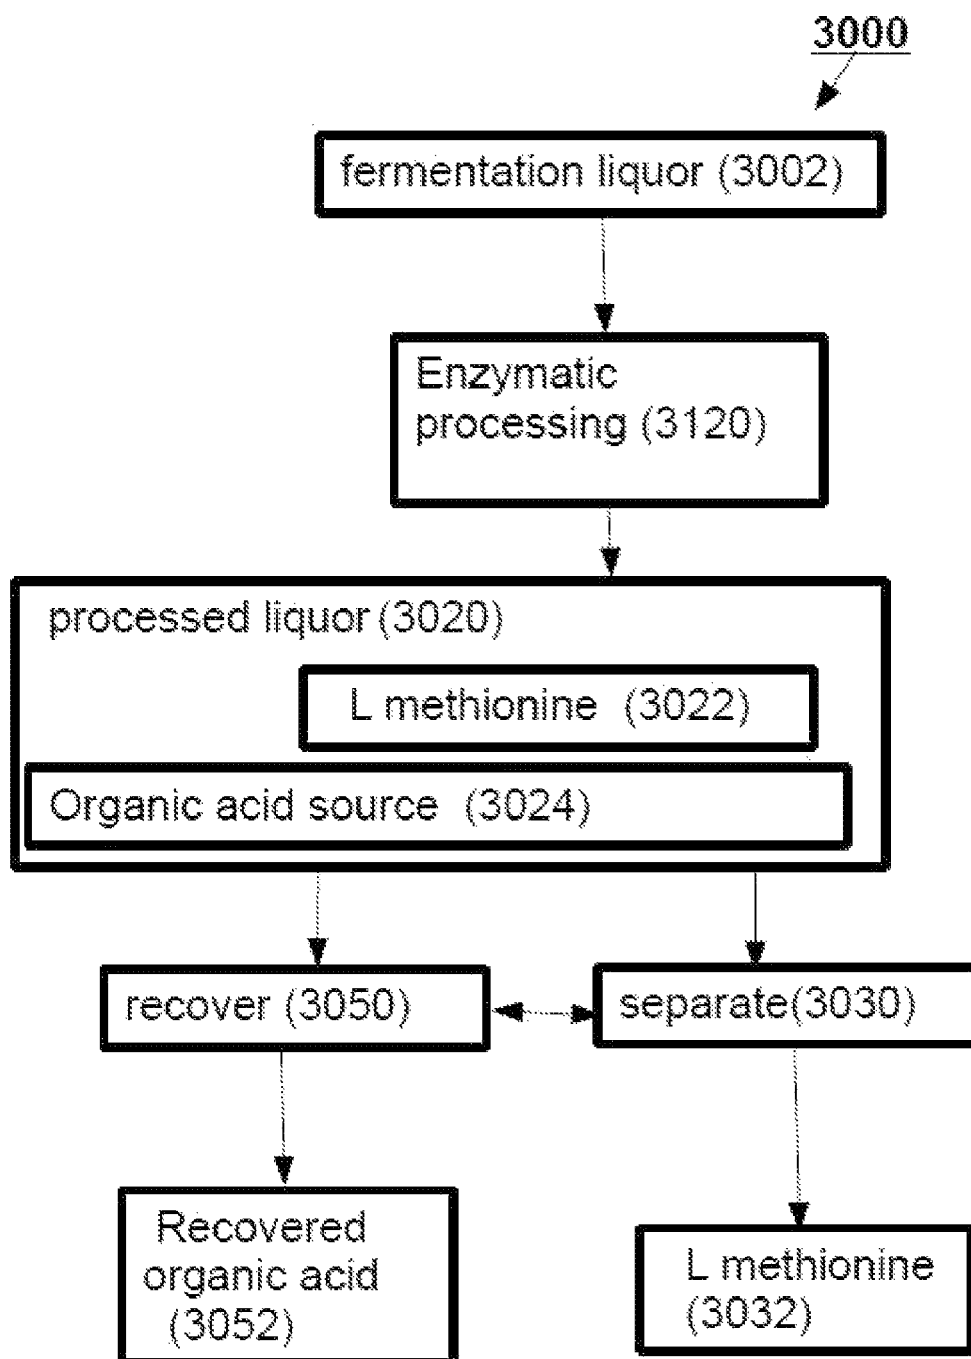 3000
fermentation liquor (3002)
Enzymatic
processing (3120)
processed liquor (3020)
L methionine (3022)
Organic acid source (3024)
recover (3050)
separate(3030)
Recovered
organic acid
(3052)
L methionine
(3032)